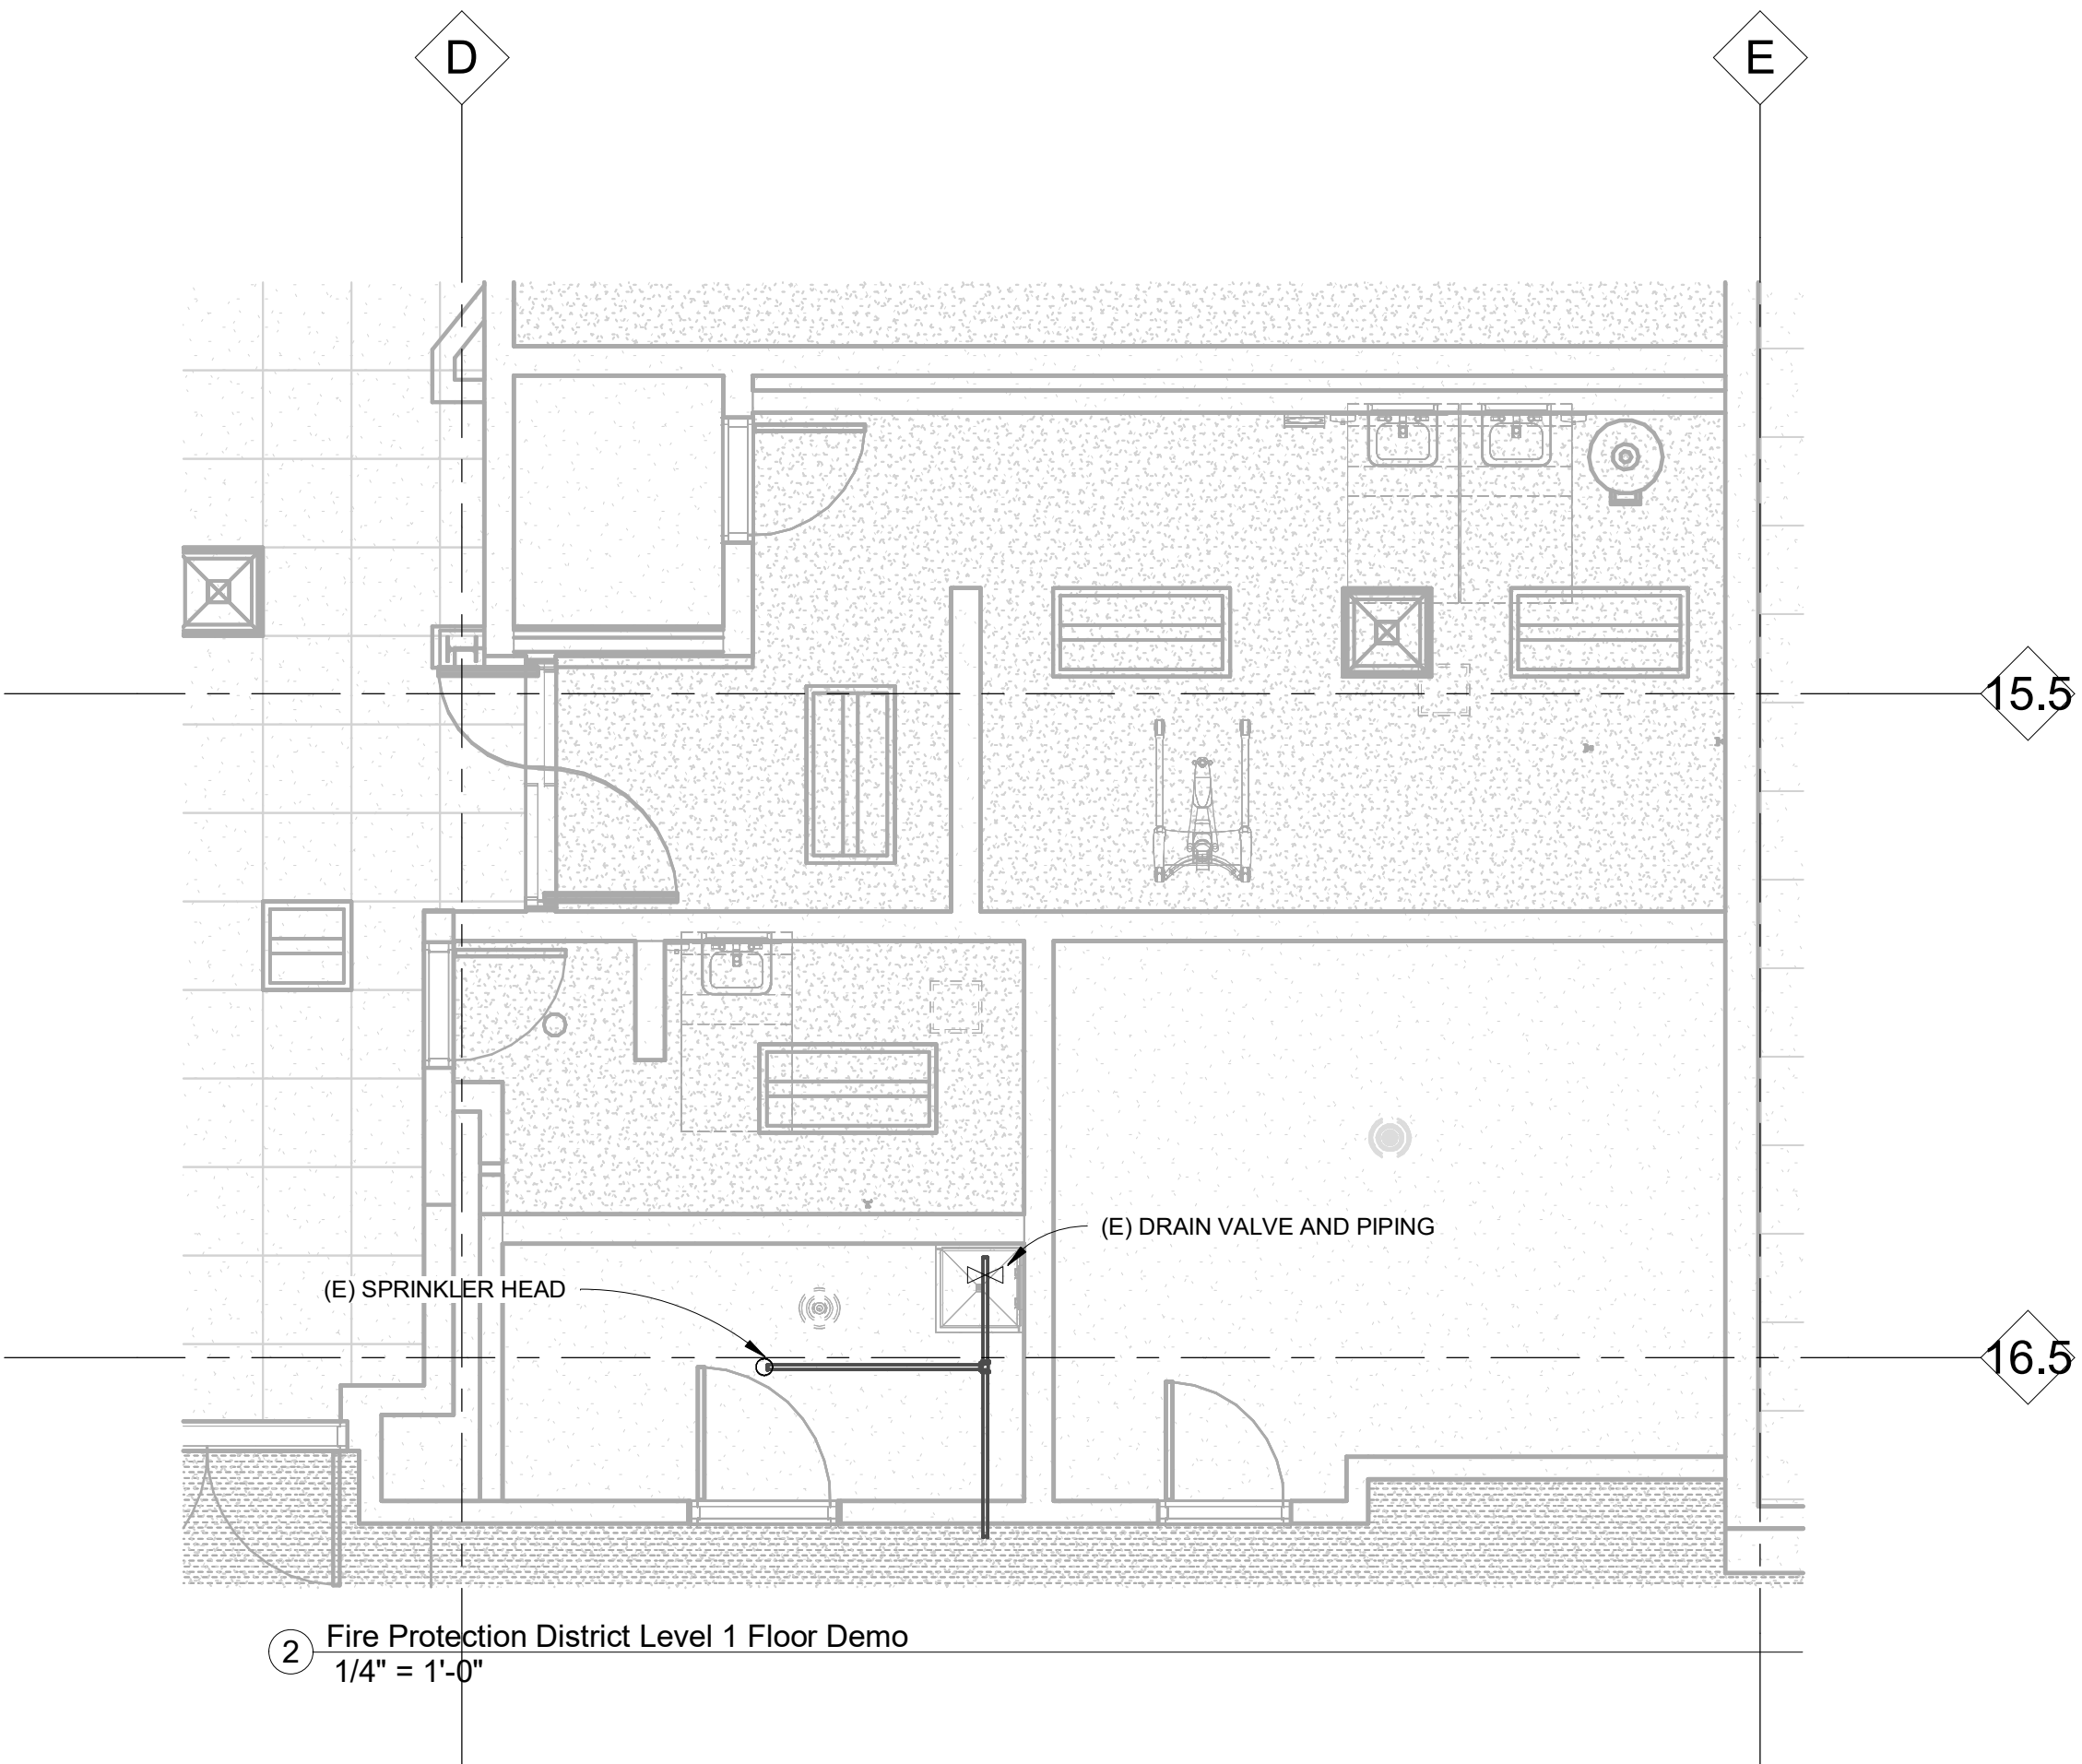 D
E
15.5
(E) DRAIN VALVE AND PIPING
(E) SPRINKLER HEAD
16.5
2
Fire Protection District Level 1 Floor Demo
1/4" = 1'-0"